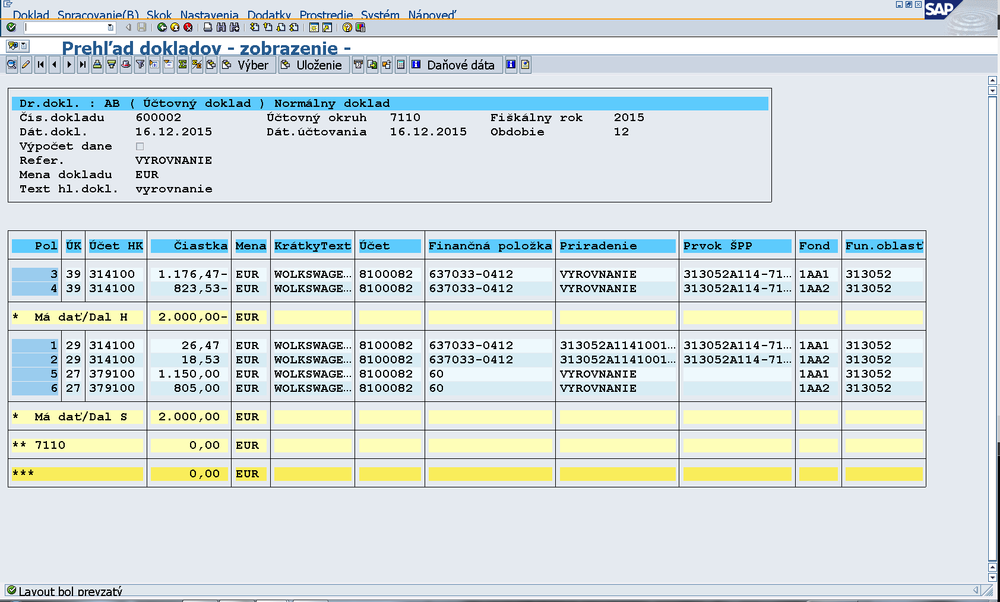 Doklad Spracovanie(B) Skok Nastavenia Dodatky Prostredie Systém Nápoveď
SAP
Prehľad dokladov - zobrazenie -
Výber Uloženie Daňové dáta
Dr.dokl. : AB ( Účtovný doklad ) Normálny doklad
Čís.dokladu 600002 Účtovný okruh 7110 Fiškálny rok 2015
Dát.dokl. 16.12.2015 Dát.účtovania 16.12.2015 Obdobie 12
Výpočet dane
Refer. VYROVNANIE
Mena dokladu EUR
Text hl.dokl. vyrovnanie
Pol ÚK Účet HK Čiastka Mena KrátkyText Účet Finančná položka Priradenie Prvok ŠPP Fond Fun.oblasť
3 39 314100 1.176,47- EUR WOLKSWAGE... 8100082 637033-0412 VYROVNANIE 313052A114-71... 1AA1 313052
4 39 314100 823,53- EUR WOLKSWAGE... 8100082 637033-0412 VYROVNANIE 313052A114-71... 1AA2 313052
* Má dať/Dal H 2.000,00- EUR
1 29 314100 26,47 EUR WOLKSWAGE... 8100082 637033-0412 313052A1141001... 313052A114-71... 1AA1 313052
2 29 314100 18,53 EUR WOLKSWAGE... 8100082 637033-0412 313052A1141001... 313052A114-71... 1AA2 313052
5 27 379100 1.150,00 EUR WOLKSWAGE... 8100082 60 VYROVNANIE 1AA1 313052
6 27 379100 805,00 EUR WOLKSWAGE... 8100082 60 VYROVNANIE 1AA2 313052
* Má dať/Dal S 2.000,00 EUR
** 7110 0,00 EUR
*** 0,00 EUR
Layout bol prevzatý